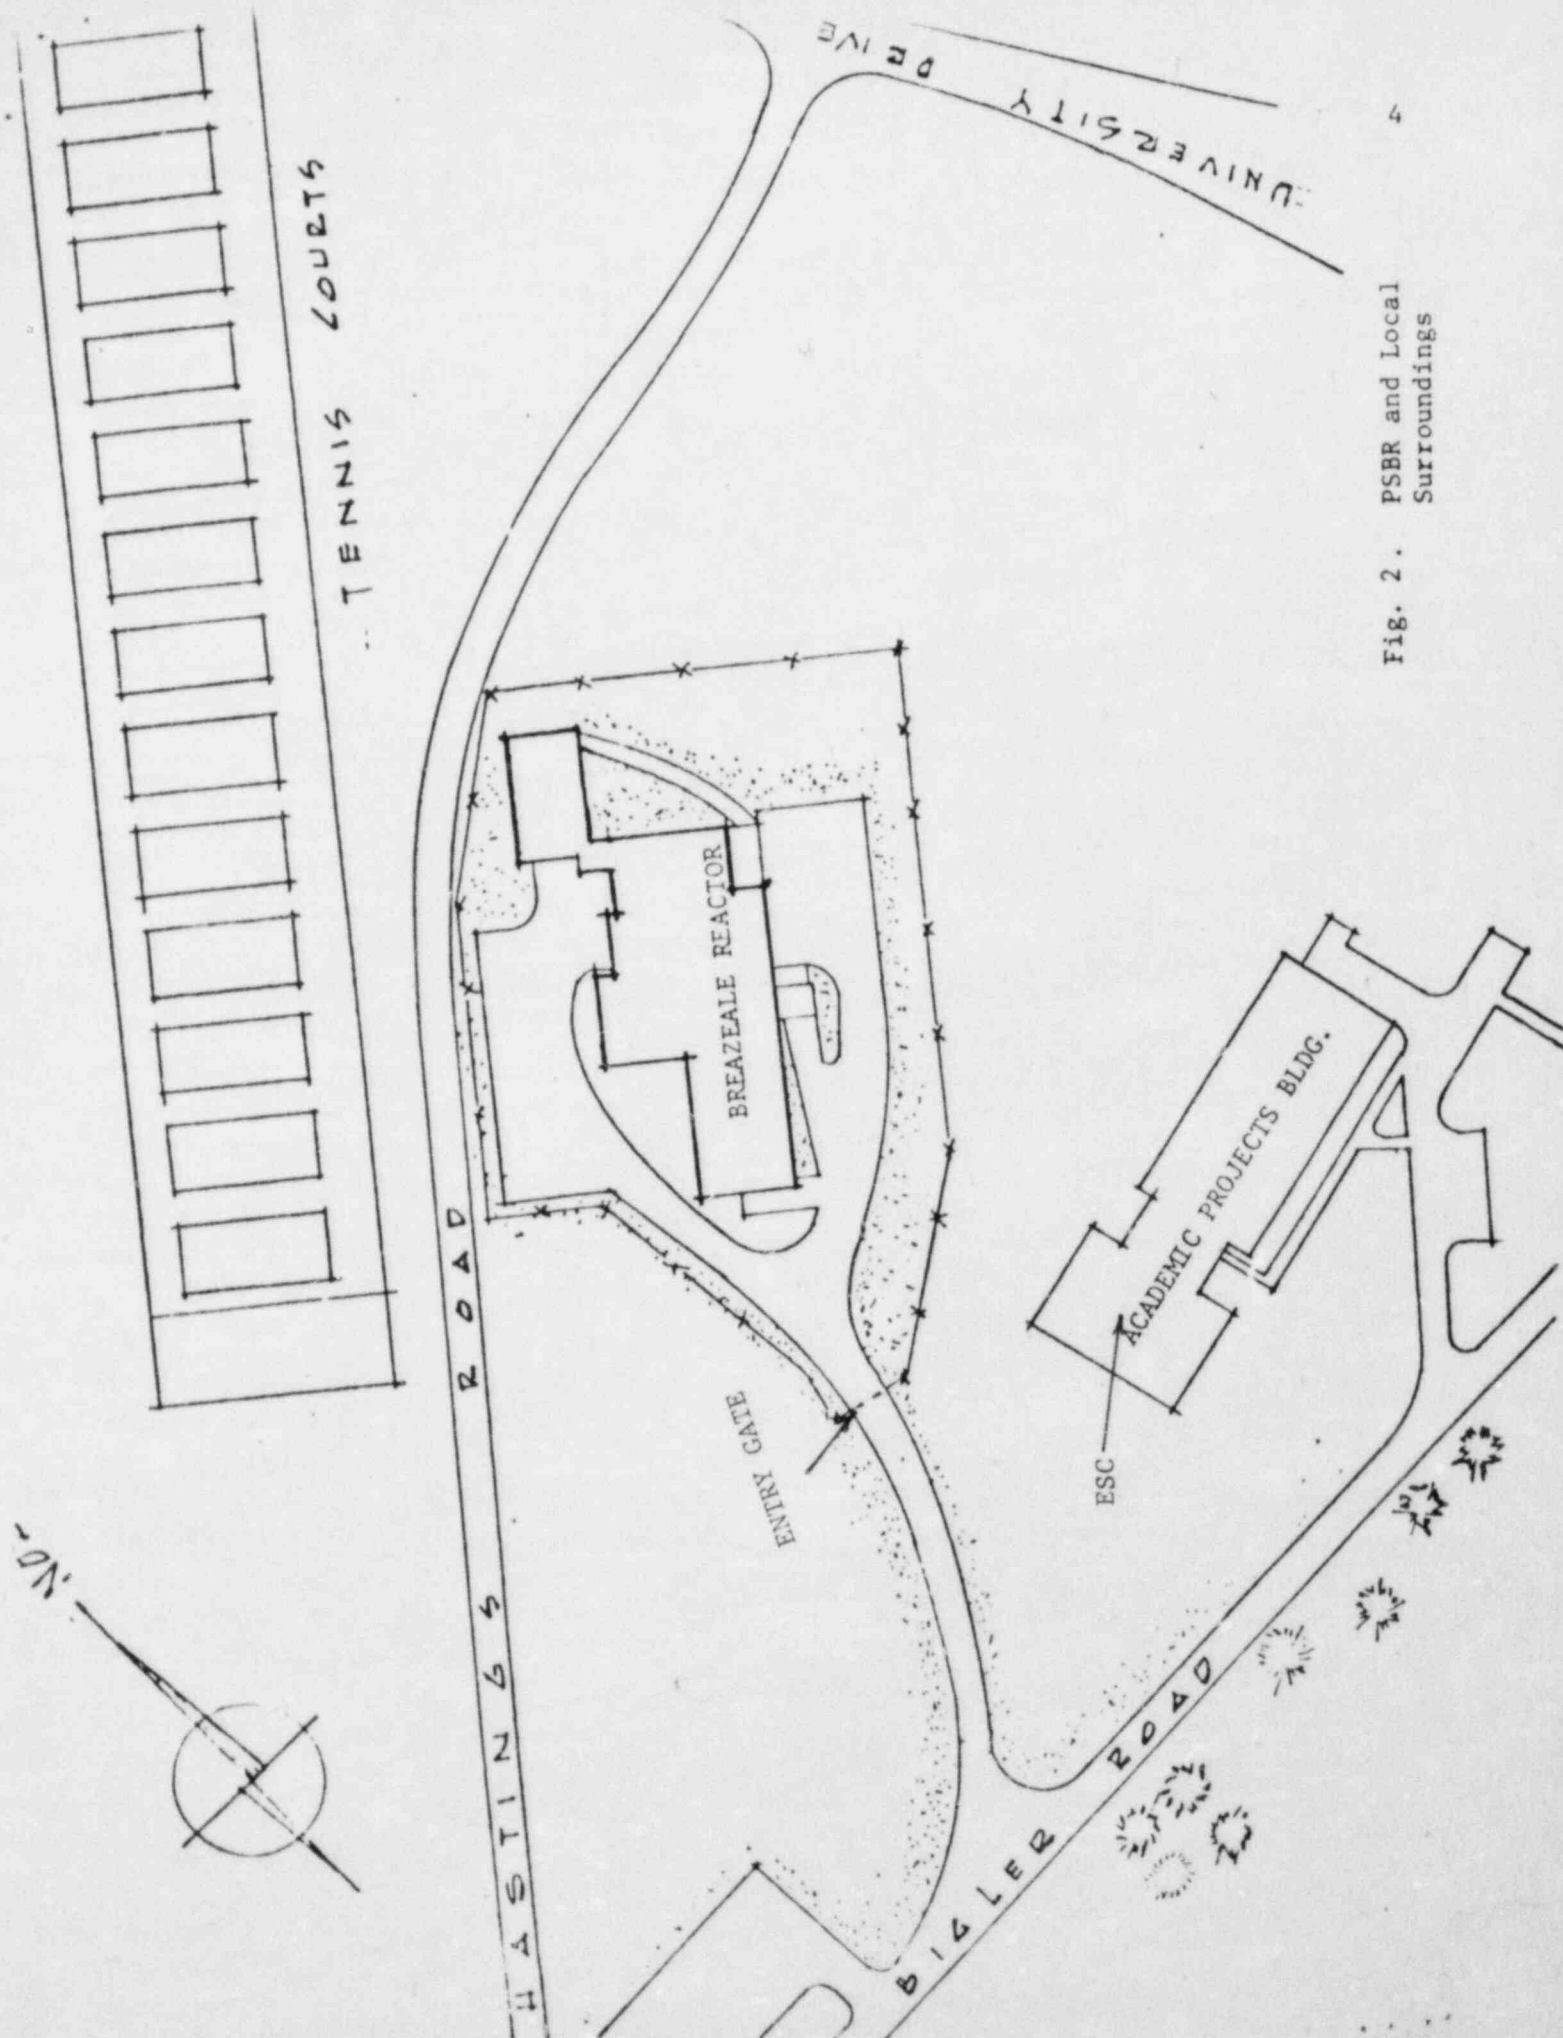 TENNIS COURTS
UNIVERSITY DRIVE
HASTINGS ROAD
BREAZEALE REACTOR
ENTRY GATE
ACADEMIC PROJECTS BLDG.
ESC
BIGLER ROAD
NO-
4
Fig. 2. PSBR and Local
Surroundings